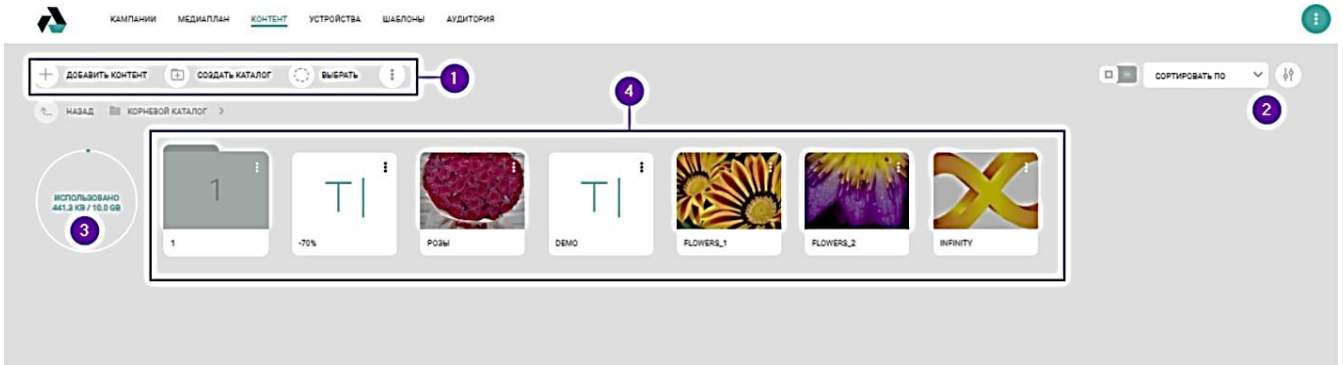 КАМПАНИИ МЕДИАПЛАН КОНТЕНТ УСТРОЙСТВА ШАБЛОНЫ АУДИТОРИЯ
ДОБАВИТЬ КОНТЕНТ СОЗДАТЬ КАТАЛОГ ВЫБРАТЬ 1
СОРТИРОВАТЬ ПО
2
НАЗАД КОРНЕВОЙ КАТАЛОГ >
4
ИСПОЛЬЗОВАНО
441.3 KB / 10.0 GB
3
1 T| T|
1 -70% РОЗЫ DEMO FLOWERS_1 FLOWERS_2 INFINITY